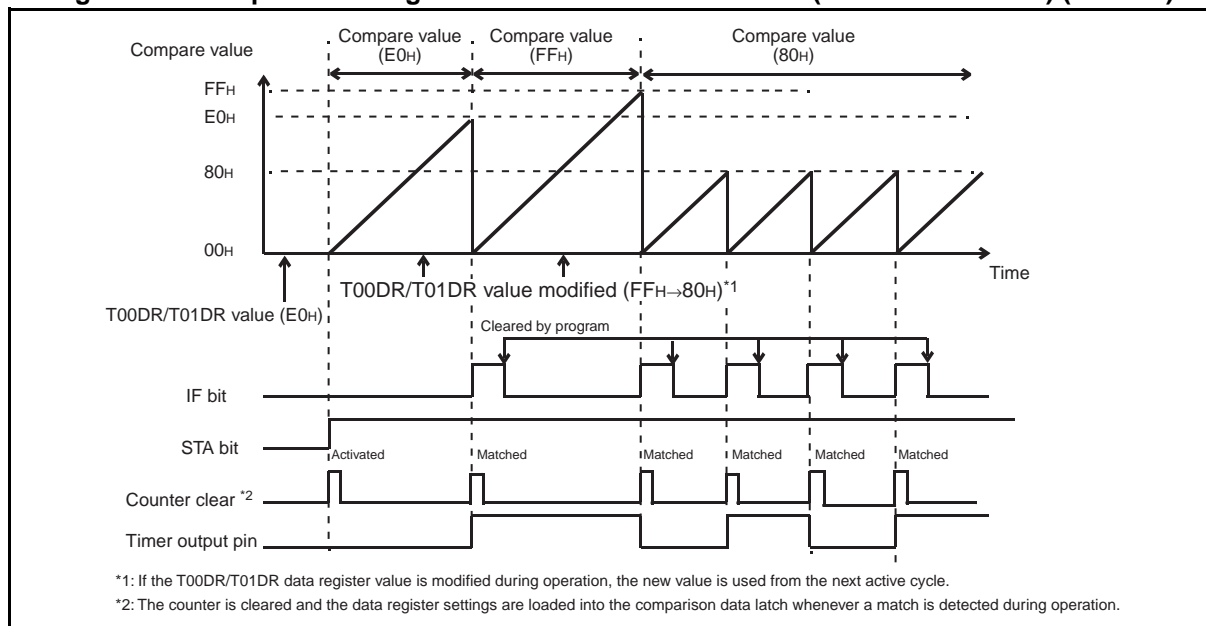 Compare value
Compare value
(E0H)
Compare value
(FFH)
Compare value
(80H)
FFH
E0H
80H
00H
Time
T00DR/T01DR value modified (FFH→80H)*1
T00DR/T01DR value (E0H)
Cleared by program
IF bit
STA bit
Activated Matched Matched Matched Matched Matched
Counter clear *2
Timer output pin
*1: If the T00DR/T01DR data register value is modified during operation, the new value is used from the next active cycle.
*2: The counter is cleared and the data register settings are loaded into the comparison data latch whenever a match is detected during operation.